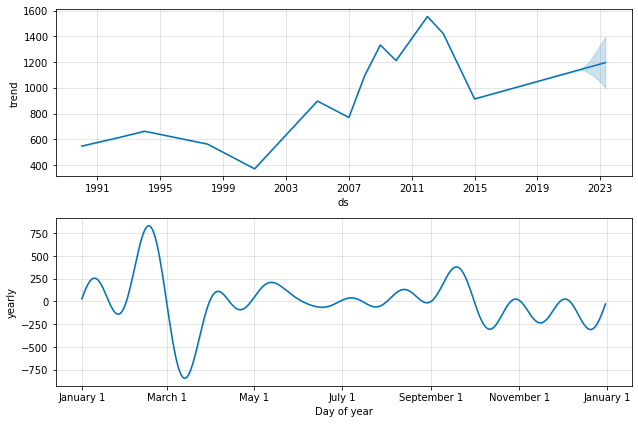 1600
1400
1200
1000
800
600
400
trend
1991 1995 1999 2003 2007 2011 2015 2019 2023
ds
750
500
250
0
−250
−500
−750
yearly
January 1 March 1 May 1 July 1 September 1 November 1 January 1
Day of year